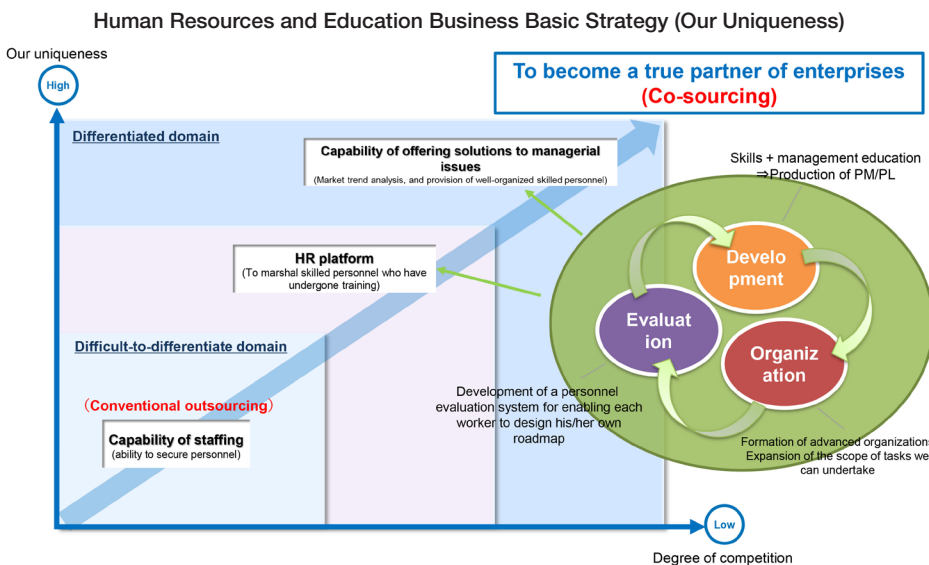 Human Resources and Education Business Basic Strategy (Our Uniqueness)
Our uniqueness
High
To become a true partner of enterprises
(Co-sourcing)
Differentiated domain
Capability of offering solutions to managerial
issues
(Market trend analysis, and provision of well-organized skilled personnel)
Skills + management education
⇒Production of PM/PL
HR platform
(To marshal skilled personnel who have
undergone training)
Develo
pment
Evaluat
ion
Organiz
ation
Difficult-to-differentiate domain
(Conventional outsourcing)
Capability of staffing
(ability to secure personnel)
Development of a personnel
evaluation system for enabling each
worker to design his/her own
roadmap
Formation of advanced organizations
Expansion of the scope of tasks we
can undertake
Low
Degree of competition